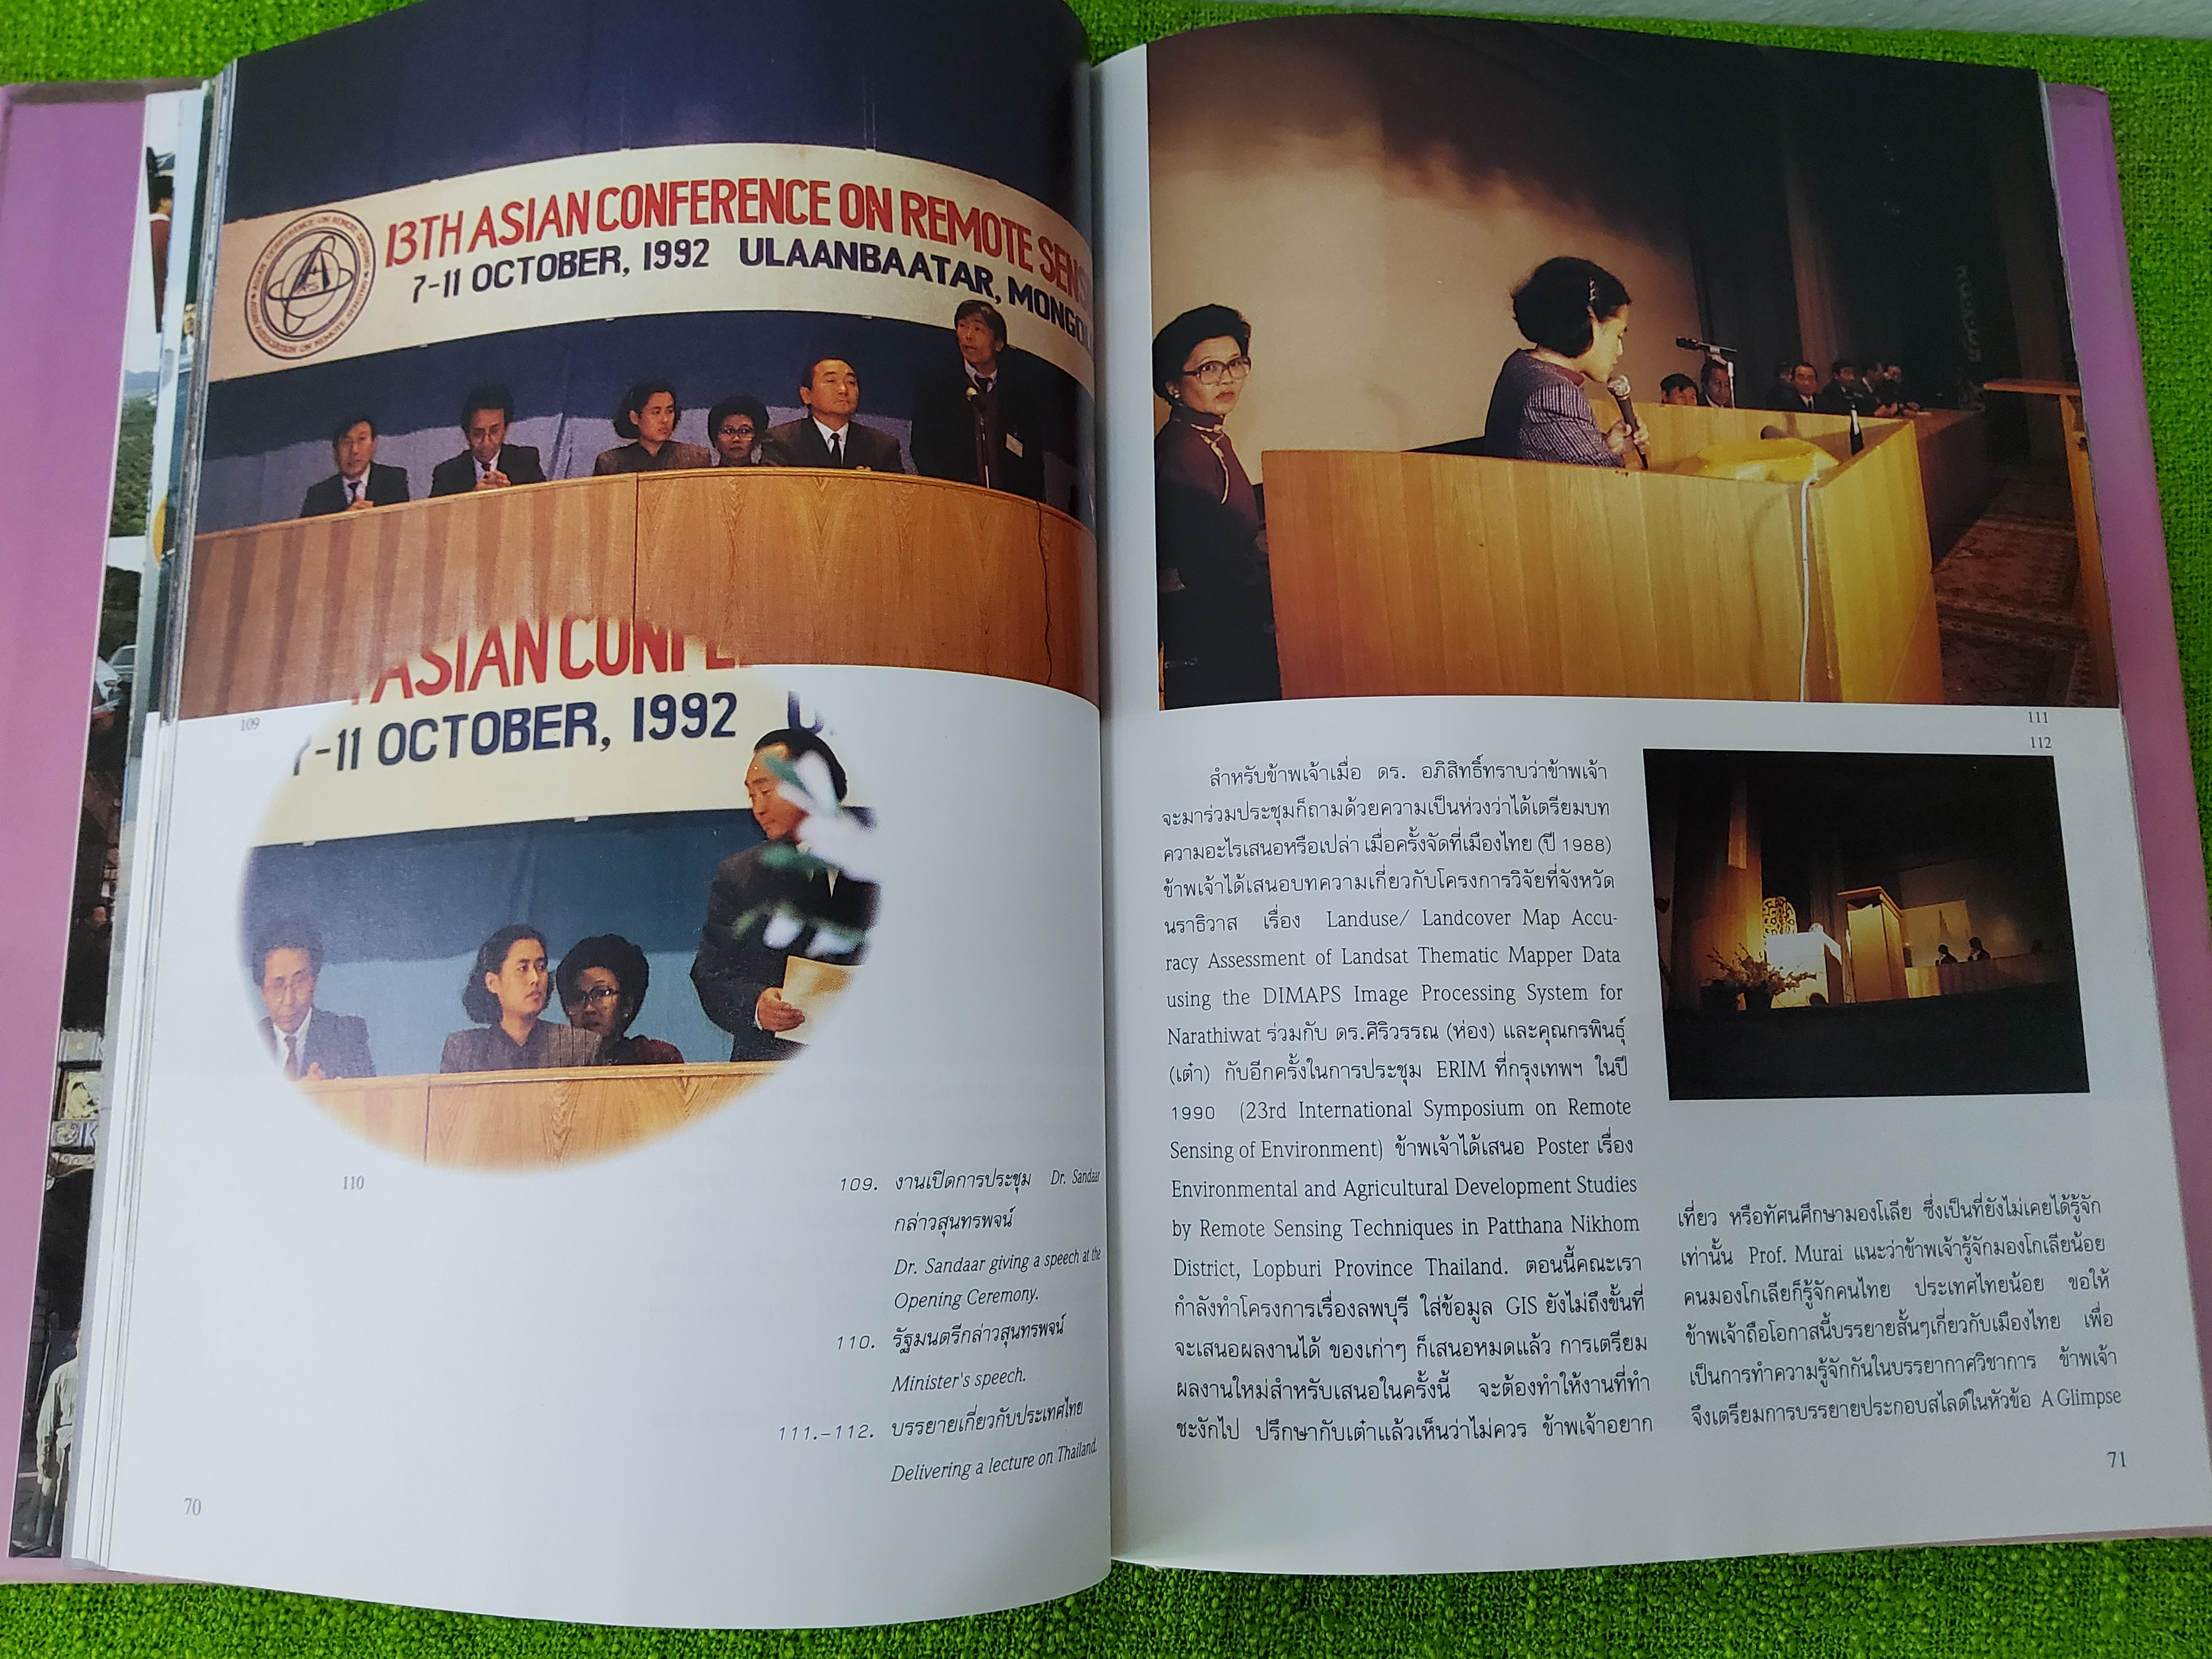 13TH ASIAN CONFERENCE ON REMOTE SENS
7-11 OCTOBER, 1992 ULAANBAATAR, MONGOL
109
ASIAN CONFE
7-11 OCTOBER, 1992 U
110
109. งานเปิดการประชุม Dr. Sandaar
กล่าวสุนทรพจน์
Dr. Sandaar giving a speech at the
Opening Ceremony.
110. รัฐมนตรีกล่าวสุนทรพจน์
Minister's speech.
111.-112. บรรยายเกี่ยวกับประเทศไทย
Delivering a lecture on Thailand.
70
111
112
สำหรับข้าพเจ้าเมื่อ ดร. อภิสิทธิ์ทราบว่าข้าพเจ้า
จะมาร่วมประชุมก็ถามด้วยความเป็นห่วงว่าได้เตรียมบท
ความอะไรเสนอหรือเปล่า เมื่อครั้งจัดที่เมืองไทย (ปี 1988)
ข้าพเจ้าได้เสนอบทความเกี่ยวกับโครงการวิจัยที่จังหวัด
นราธิวาส เรื่อง Landuse/ Landcover Map Accu-
racy Assessment of Landsat Thematic Mapper Data
using the DIMAPS Image Processing System for
Narathiwat ร่วมกับ ดร.ศิริวรรณ (ห่อง) และคุณกรพินธุ์
(เต๋า) กับอีกครั้งในการประชุม ERIM ที่กรุงเทพฯ ในปี
1990 (23rd International Symposium on Remote
Sensing of Environment) ข้าพเจ้าได้เสนอ Poster เรื่อง
Environmental and Agricultural Development Studies
by Remote Sensing Techniques in Patthana Nikhom
District, Lopburi Province Thailand. ตอนนี้คณะเรา
กำลังทำโครงการเรื่องลพบุรี ใส่ข้อมูล GIS ยังไม่ถึงขั้นที่
จะเสนอผลงานได้ ของเก่าๆ ก็เสนอหมดแล้ว การเตรียม
ผลงานใหม่สำหรับเสนอในครั้งนี้ จะต้องทำให้งานที่ทำ
ชะงักไป ปรึกษากับเต๋าแล้วเห็นว่าไม่ควร ข้าพเจ้าอยาก
เที่ยว หรือทัศนศึกษามองโเลีย ซึ่งเป็นที่ยังไม่เคยได้รู้จัก
เท่านั้น Prof. Murai แนะว่าข้าพเจ้ารู้จักมองโกเลียน้อย
คนมองโกเลียก็รู้จักคนไทย ประเทศไทยน้อย ขอให้
ข้าพเจ้าถือโอกาสนี้บรรยายสั้นๆเกี่ยวกับเมืองไทย เพื่อ
เป็นการทำความรู้จักกันในบรรยากาศวิชาการ ข้าพเจ้า
จึงเตรียมการบรรยายประกอบสไลด์ในหัวข้อ A Glimpse
71